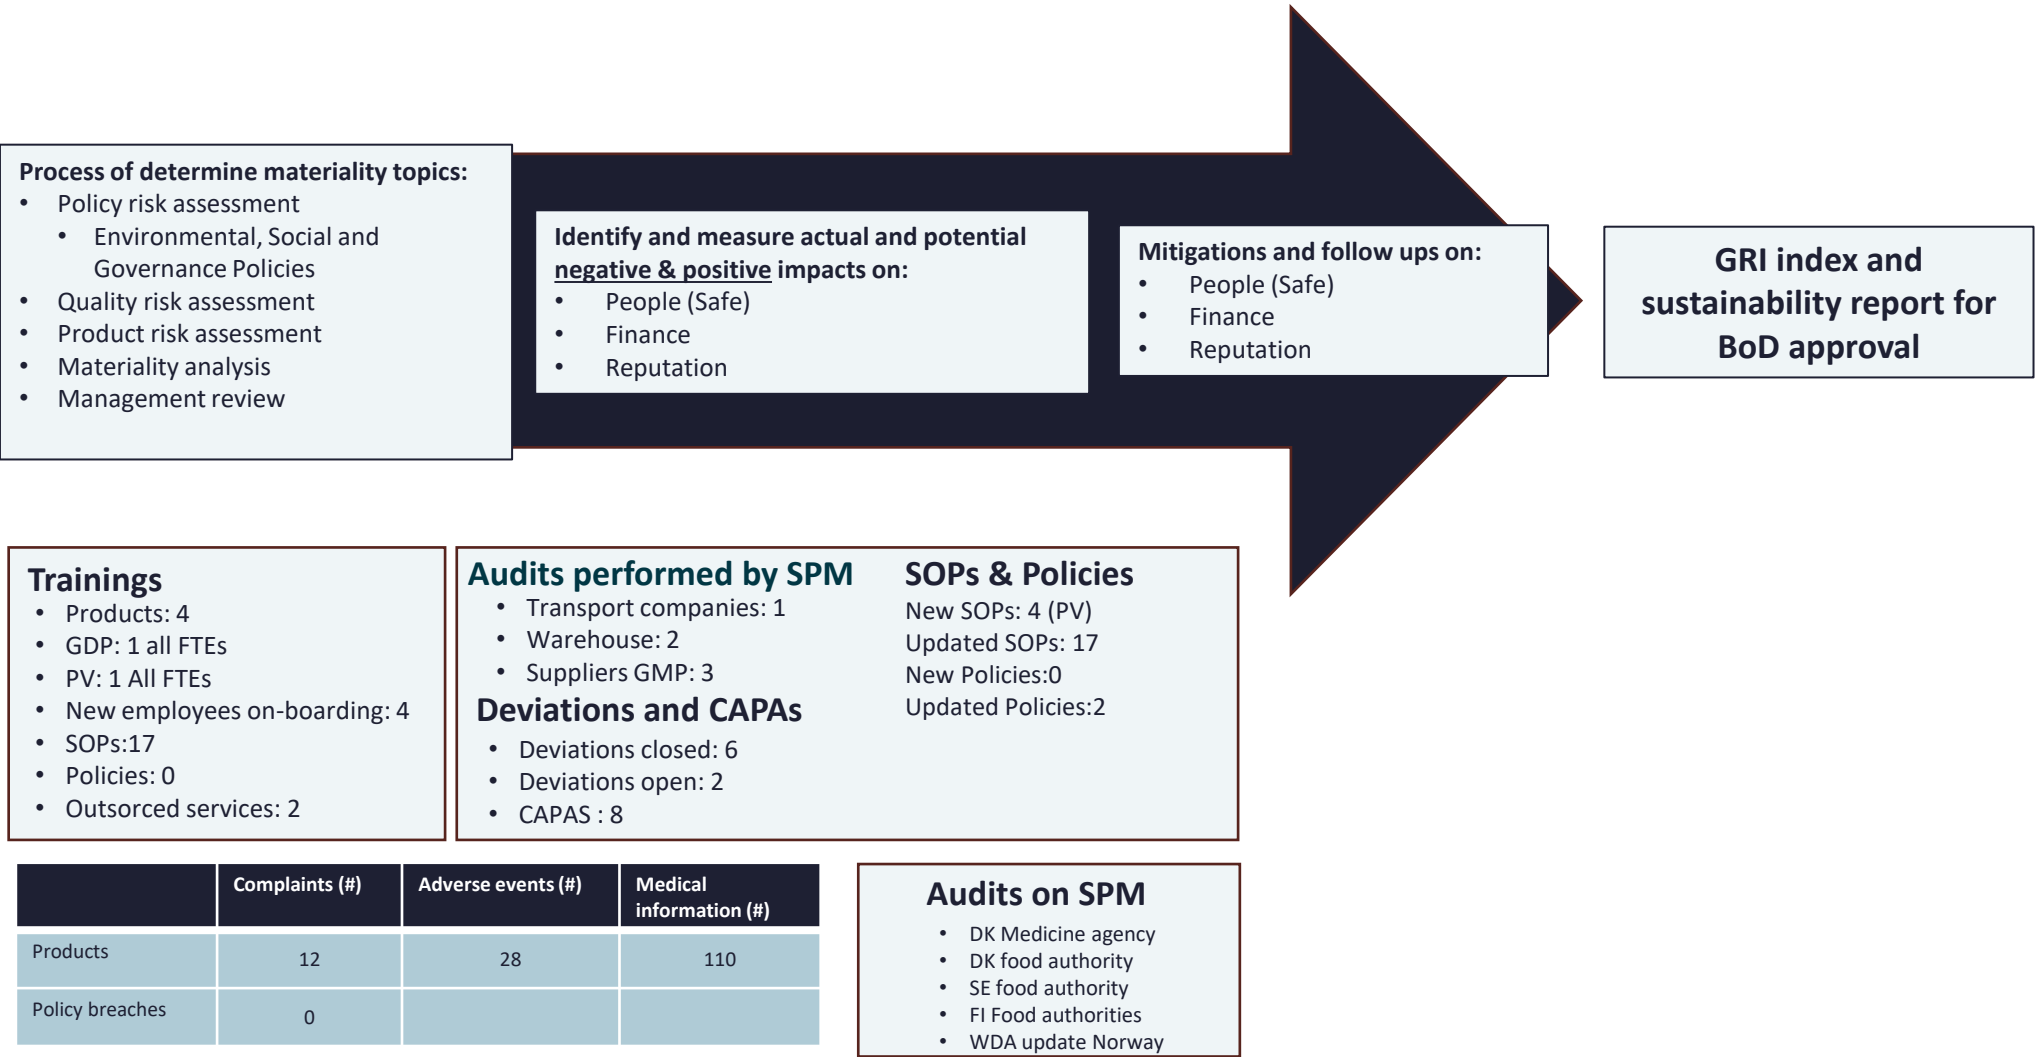 Process of determine materiality topics:
• Policy risk assessment
• Environmental, Social and
Governance Policies
• Quality risk assessment
• Product risk assessment
• Materiality analysis
• Management review
Identify and measure actual and potential
negative & positive impacts on:
• People (Safe)
• Finance
• Reputation
Mitigations and follow ups on:
• People (Safe)
• Finance
• Reputation
GRI index and
sustainability report for
BoD approval
Trainings
• Products: 4
• GDP: 1 all FTEs
• PV: 1 All FTEs
• New employees on-boarding: 4
• SOPs:17
• Policies: 0
• Outsorced services: 2
Audits performed by SPM
• Transport companies: 1
• Warehouse: 2
• Suppliers GMP: 3
Deviations and CAPAs
• Deviations closed: 6
• Deviations open: 2
• CAPAS : 8
SOPs & Policies
New SOPs: 4 (PV)
Updated SOPs: 17
New Policies:0
Updated Policies:2
Complaints (#) Adverse events (#) Medical
information (#)
Products 12 28 110
Policy breaches 0
Audits on SPM
• DK Medicine agency
• DK food authority
• SE food authority
• FI Food authorities
• WDA update Norway